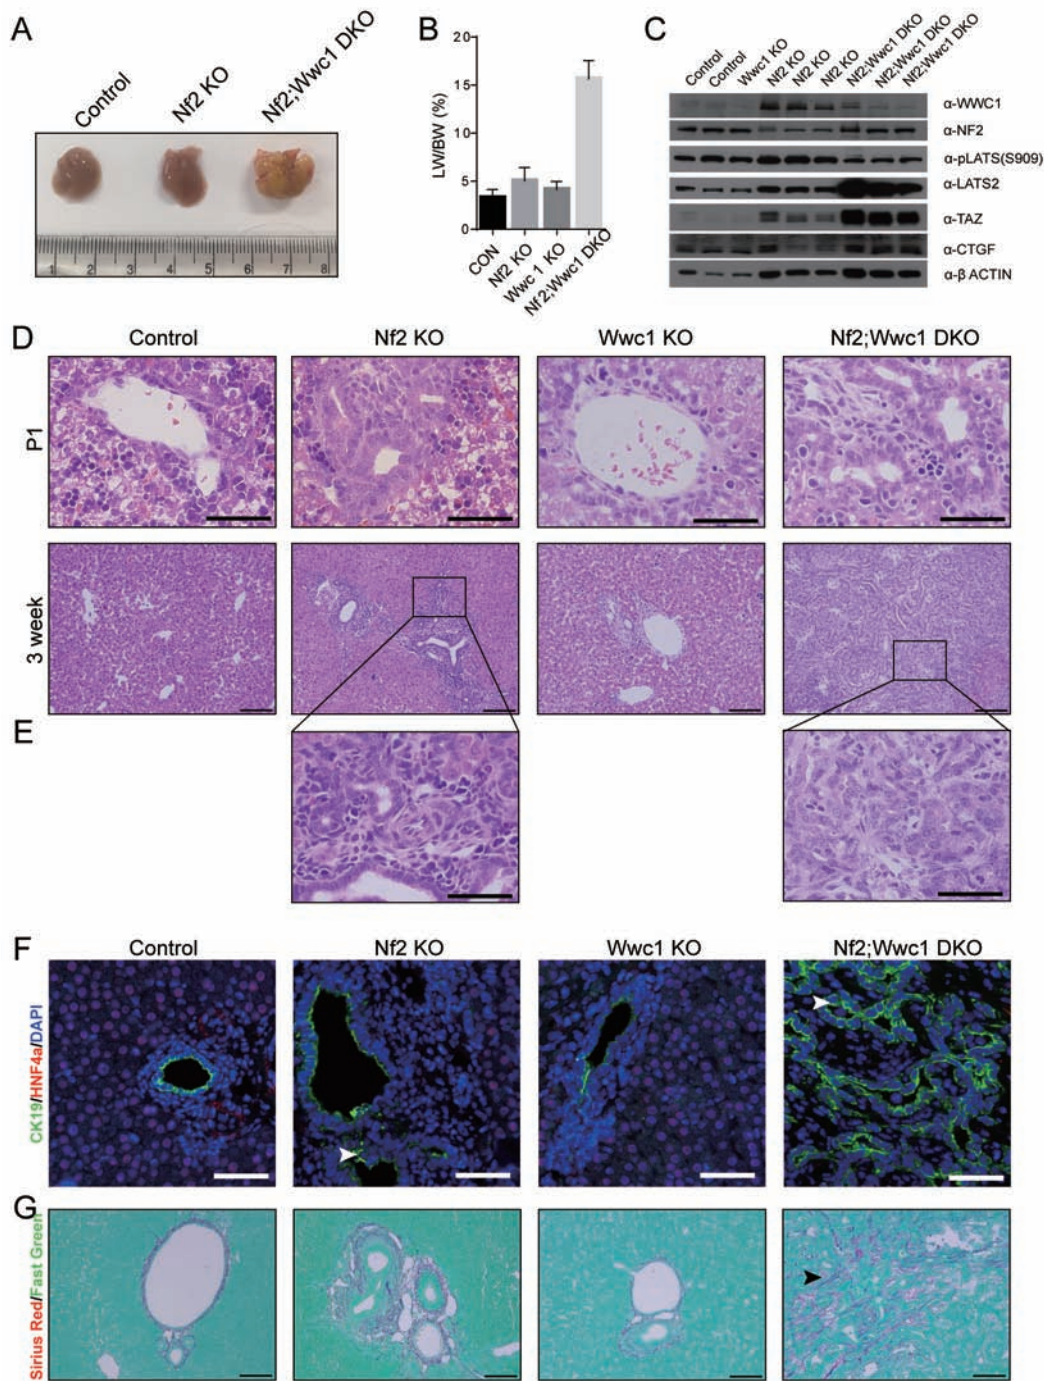 A
Control
Nf2 KO
Nf2;Wwc1 DKO
1 2 3 4 5 6 7 8
B
LW/BW (%)
20
15
10
5
0
CON
Nf2 KO
Wwc 1 KO
Nf 2;Wwc1 DKO
C
Control
Control
Wwc1 KO
Nf2 KO
Nf2 KO
Nf2 KO
Nf2;Wwc1 DKO
Nf2;Wwc1 DKO
Nf2;Wwc1 DKO
α-WWC1
α-NF2
α-pLATS(S909)
α-LATS2
α-TAZ
α-CTGF
α-β ACTIN
D
Control Nf2 KO Wwc1 KO Nf2;Wwc1 DKO
P1
3 week
E
F
Control Nf2 KO Wwc1 KO Nf2;Wwc1 DKO
CK19/HNF4a/DAPI
G
Sirius Red/Fast Green